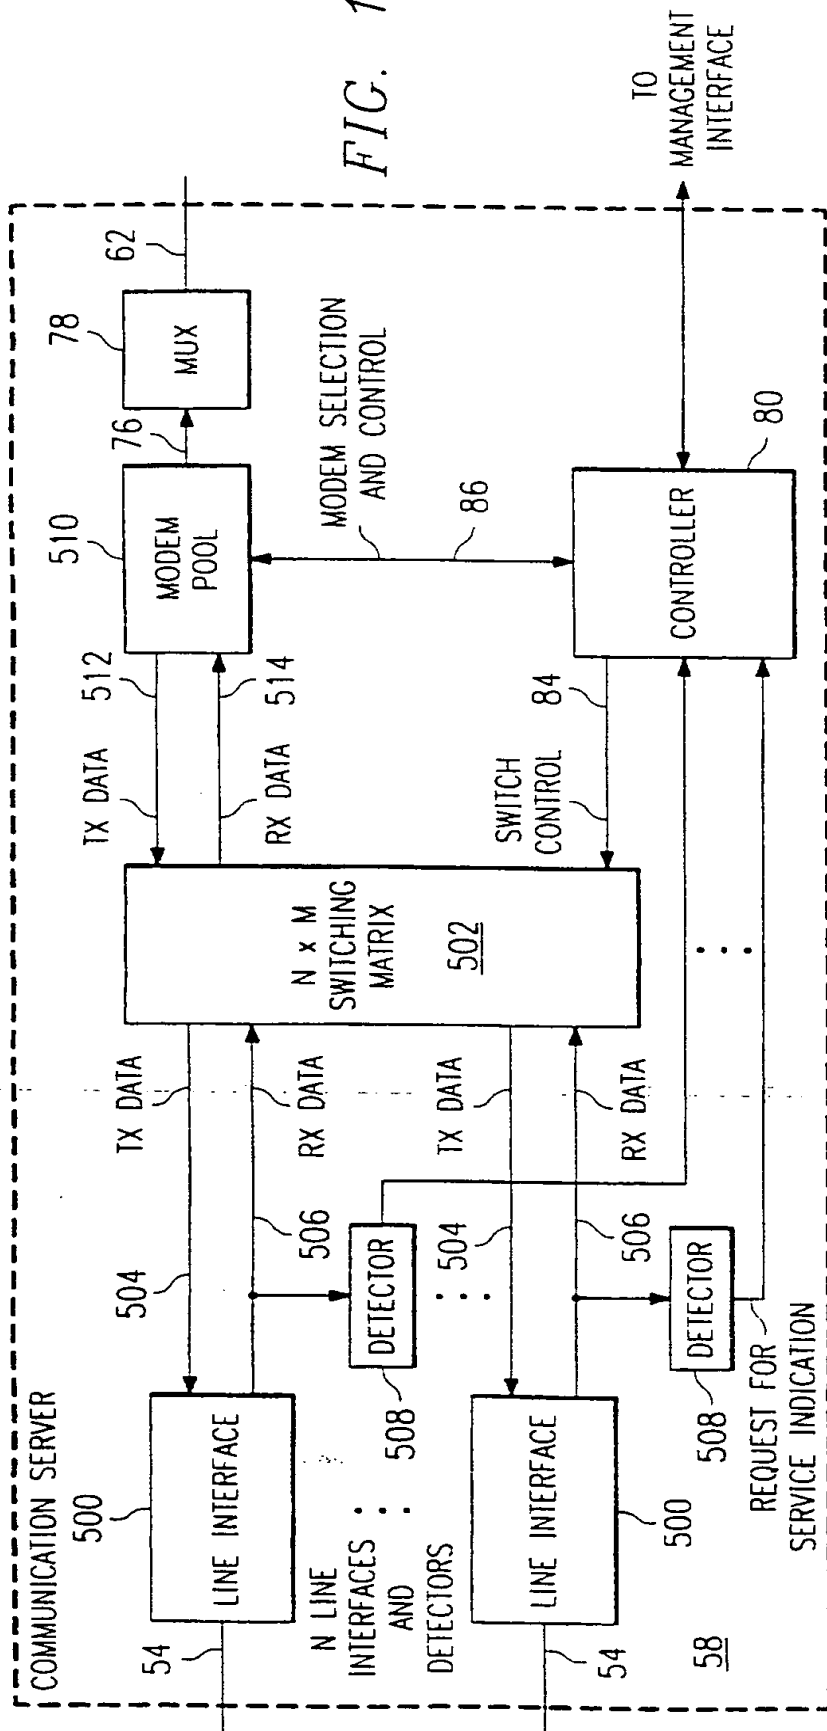 COMMUNICATION SERVER
500
LINE INTERFACE
54
504
TX DATA
506
RX DATA
DETECTOR
508
N LINE
INTERFACES
AND
DETECTORS
500
LINE INTERFACE
54
504
TX DATA
506
RX DATA
DETECTOR
508
REQUEST FOR
SERVICE INDICATION
58
N x M
SWITCHING
MATRIX
502
TX DATA
512
RX DATA
514
510
MODEM
POOL
76
78
MUX
62
MODEM SELECTION
AND CONTROL
86
SWITCH
CONTROL
84
CONTROLLER
80
TO
MANAGEMENT
INTERFACE
FIG. 1